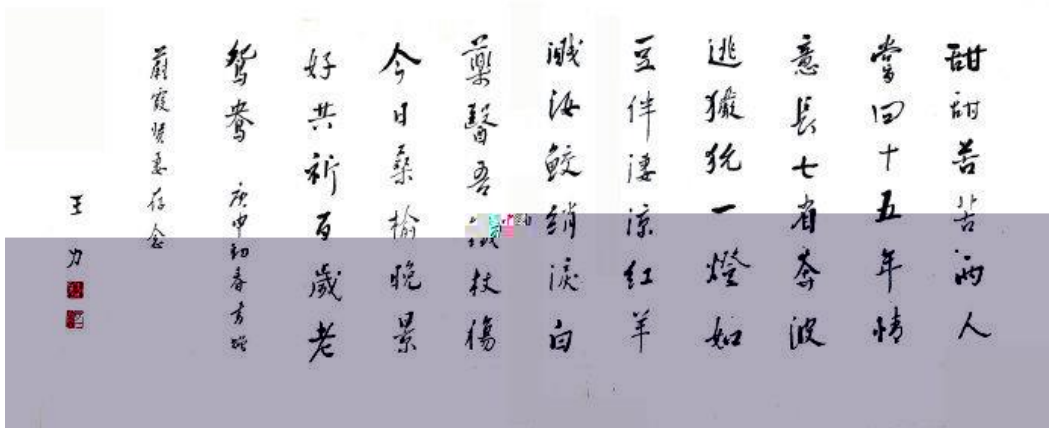 甜甜苦苦兩人
嘗四十五年情
意長七省奔波
逃玁狁一燈如
豆伴淒涼紅羊
濺汝鮫綃淚白
藥醫吾杖傷
今日桑榆晚景
好共祈百歲老
鴛鴦 庚申初春書贈
蔚霞賢妻存念
王力